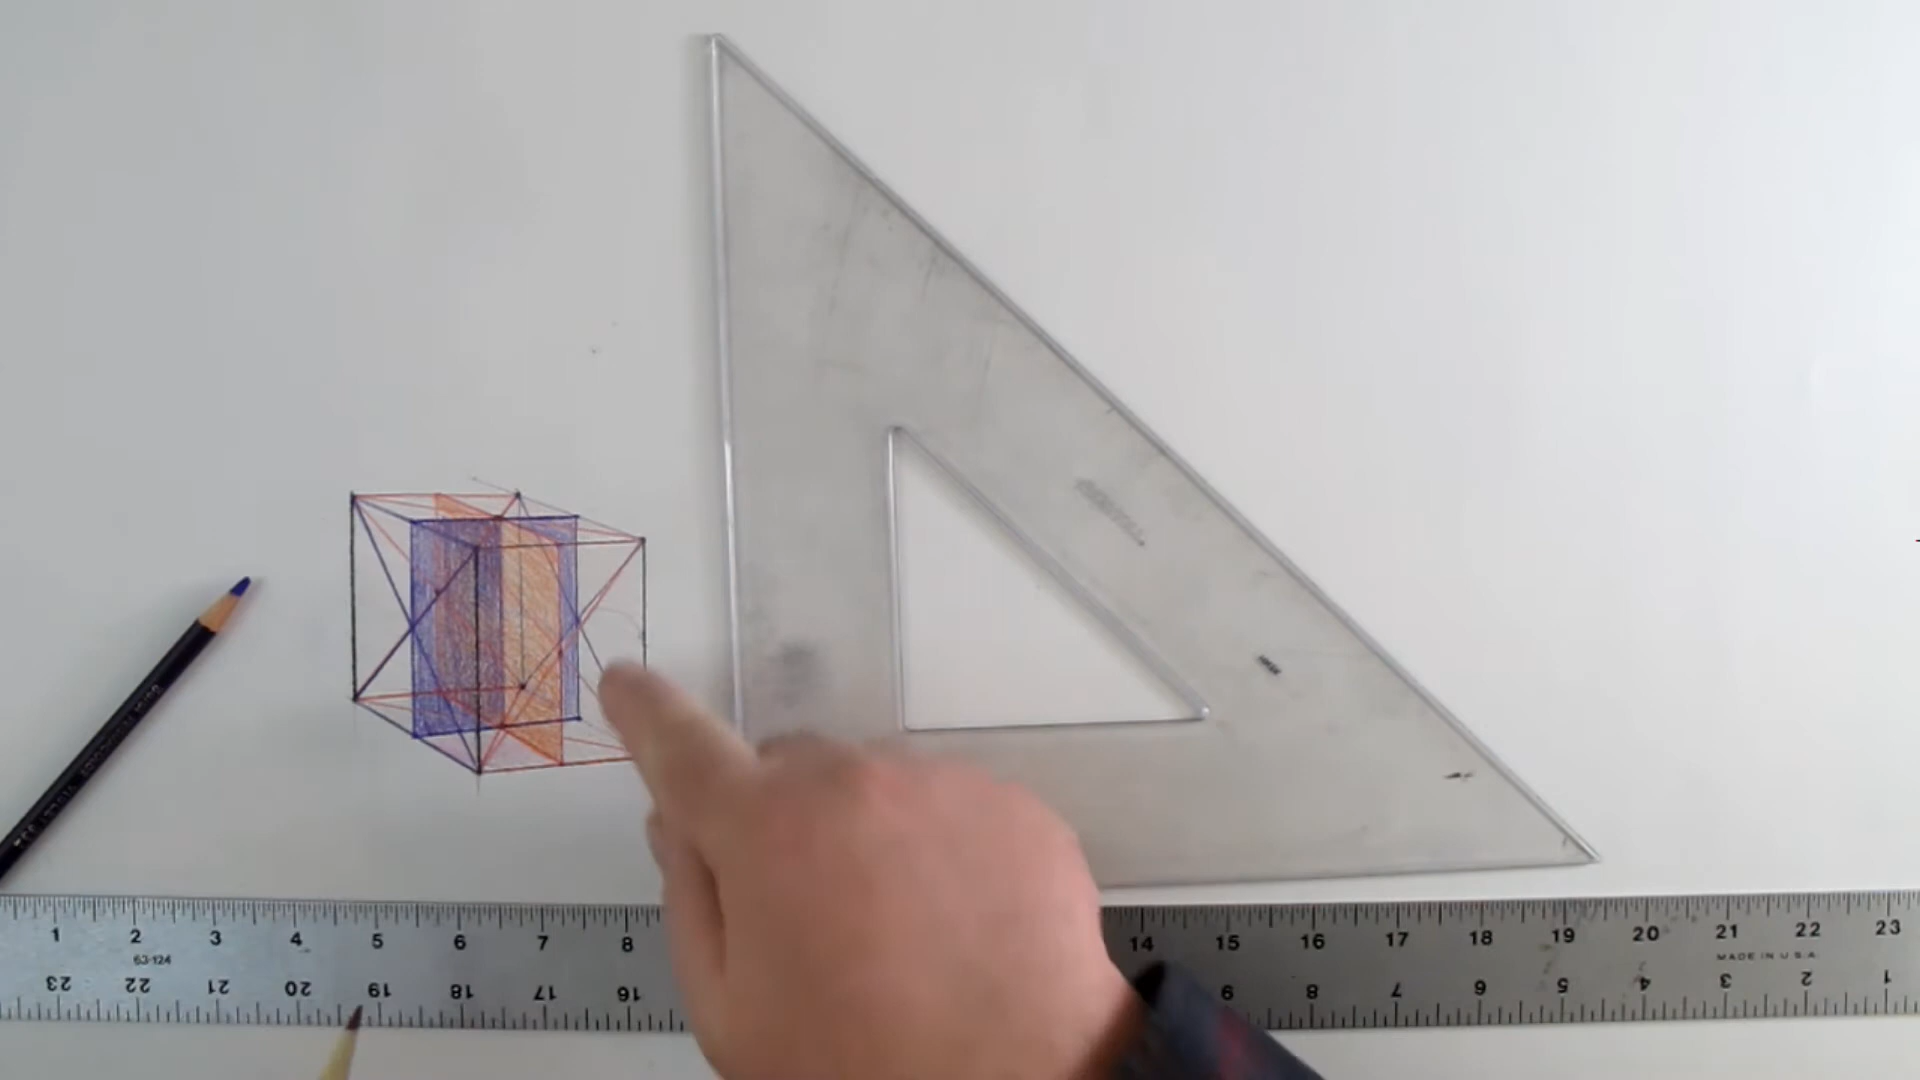 1 2 3 4 5 6 7 8 14 15 16 17 18 19 20 21 22 23
63-124
MADE IN U.S.A.
23 22 21 20 19 18 17 16 9 8 7 6 5 4 3 2 1